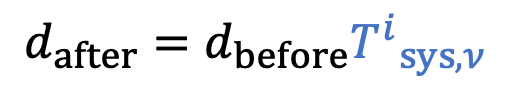 d_after = d_before T^i_sys,ν